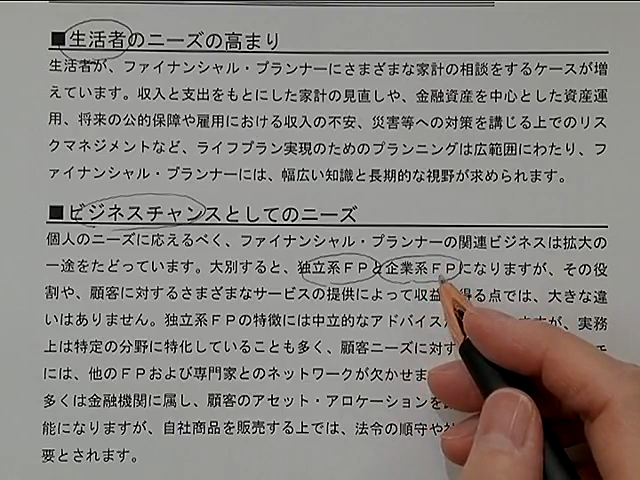 ■生活者のニーズの高まり
生活者が、ファイナンシャル・プランナーにさまざまな家計の相談をするケースが増
えています。収入と支出をもとにした家計の見直しや、金融資産を中心とした資産運
用、将来の公的保障や雇用における収入の不安、災害等への対策を講じる上でのリス
クマネジメントなど、ライフプラン実現のためのプランニングは広範囲にわたり、フ
ァイナンシャル・プランナーには、幅広い知識と長期的な視野が求められます。
■ビジネスチャンスとしてのニーズ
個人のニーズに応えるべく、ファイナンシャル・プランナーの関連ビジネスは拡大の
一途をたどっています。大別すると、独立系ＦＰと企業系ＦＰになりますが、その役
割や、顧客に対するさまざまなサービスの提供によって収益 得る点では、大きな違
いはありません。独立系ＦＰの特徴には中立的なアドバイス すが、実務
上は特定の分野に特化していることも多く、顧客ニーズに対す
には、他のＦＰおよび専門家とのネットワークが欠かせま
多くは金融機関に属し、顧客のアセット・アロケーションを
能になりますが、自社商品を販売する上では、法令の順守や
要とされます。